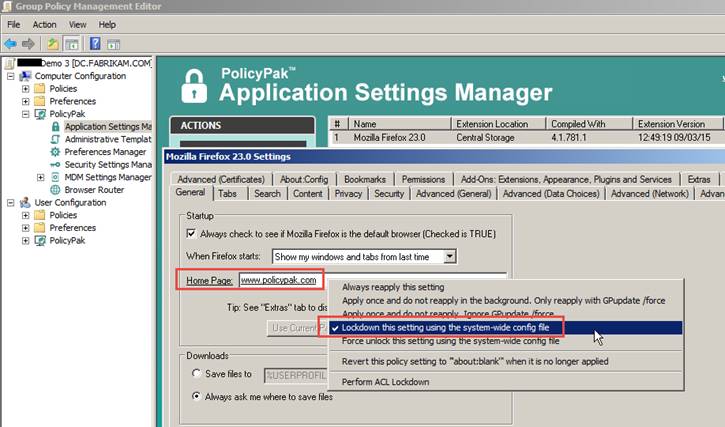 Group Policy Management Editor
File Action View Help
Demo 3 [DC.FABRIKAM.COM]
Computer Configuration
Policies
Preferences
PolicyPak
Application Settings Ma
Administrative Templat
Preferences Manager
Security Settings Mana
MDM Settings Manager
Browser Router
User Configuration
Policies
Preferences
PolicyPak
PolicyPak™
Application Settings Manager
ACTIONS
# Name Extension Location Compiled With Extension Version
1 Mozilla Firefox 23.0 Central Storage 4.1.781.1 12:49:19 09/03/15
Mozilla Firefox 23.0 Settings
Advanced (Certificates) About:Config Bookmarks Permissions Add-Ons: Extensions, Appearance, Plugins and Services Extras
General Tabs Search Content Privacy Security Advanced (General) Advanced (Data Choices) Advanced (Network) Advan
Startup
Always check to see if Mozilla Firefox is the default browser (Checked is TRUE)
When Firefox starts: Show my windows and tabs from last time
Home Page: www.policypak.com
Tip: See "Extras" tab to dis
Use Current P
Always reapply this setting
Apply once and do not reapply in the background. Only reapply with GPupdate /force
Apply once and do not reapply. Ignore GPupdate /force
Lockdown this setting using the system-wide config file
Force unlock this setting using the system-wide config file
Revert this policy setting to "about:blank" when it is no longer applied
Perform ACL Lockdown
Downloads
Save files to %USERPROFIL
Always ask me where to save files